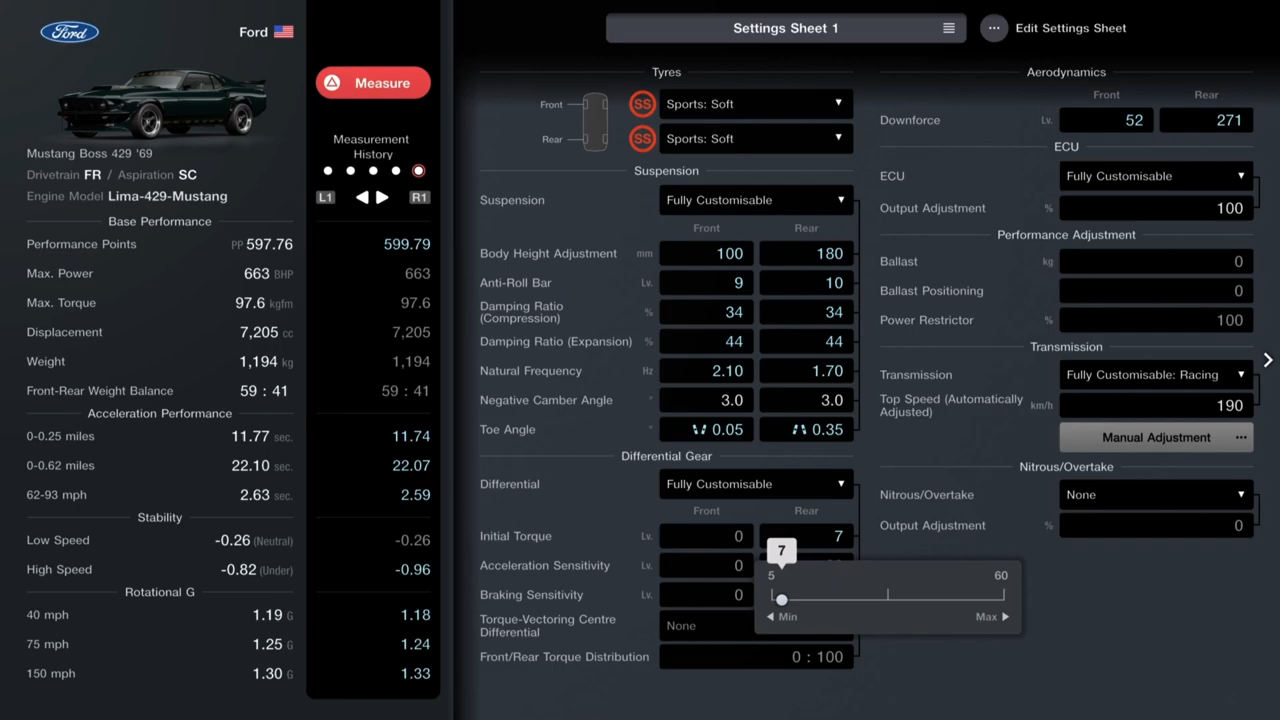 Ford
Ford
Mustang Boss 429 '69
Drivetrain FR / Aspiration SC
Engine Model Lima-429-Mustang
Base Performance
Performance Points PP 597.76
Max. Power 663 BHP
Max. Torque 97.6 kgfm
Displacement 7,205 cc
Weight 1,194 kg
Front-Rear Weight Balance 59 : 41
Acceleration Performance
0-0.25 miles 11.77 sec.
0-0.62 miles 22.10 sec.
62-93 mph 2.63 sec.
Stability
Low Speed -0.26 (Neutral)
High Speed -0.82 (Under)
Rotational G
40 mph 1.19 G
75 mph 1.25 G
150 mph 1.30 G
Measure
Measurement
History
L1 R1
599.79
663
97.6
7,205
1,194
59 : 41
11.74
22.07
2.59
-0.26
-0.96
1.18
1.24
1.33
Settings Sheet 1
Edit Settings Sheet
Tyres
Front SS Sports: Soft
Rear SS Sports: Soft
Suspension
Suspension Fully Customisable
Front Rear
Body Height Adjustment mm 100 180
Anti-Roll Bar Lv. 9 10
Damping Ratio
(Compression) % 34 34
Damping Ratio (Expansion) % 44 44
Natural Frequency Hz 2.10 1.70
Negative Camber Angle ° 3.0 3.0
Toe Angle ° 0.05 0.35
Differential Gear
Differential Fully Customisable
Front Rear
Initial Torque Lv. 0 7
Acceleration Sensitivity Lv. 0
Braking Sensitivity Lv. 0
Torque-Vectoring Centre
Differential None
Front/Rear Torque Distribution 0 : 100
7
5 60
Min Max
Aerodynamics
Front Rear
Downforce Lv. 52 271
ECU
ECU Fully Customisable
Output Adjustment % 100
Performance Adjustment
Ballast kg 0
Ballast Positioning 0
Power Restrictor % 100
Transmission
Transmission Fully Customisable: Racing
Top Speed (Automatically
Adjusted) km/h 190
Manual Adjustment
Nitrous/Overtake
Nitrous/Overtake None
Output Adjustment % 0